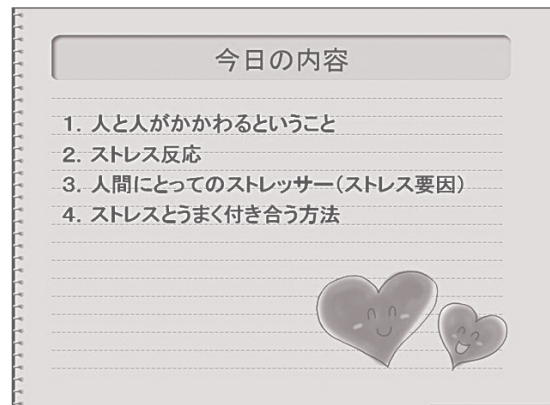 今日の内容
1. 人と人がかかわるということ
2. ストレス反応
3. 人間にとってのストレッサー(ストレス要因)
4. ストレスとうまく付き合う方法